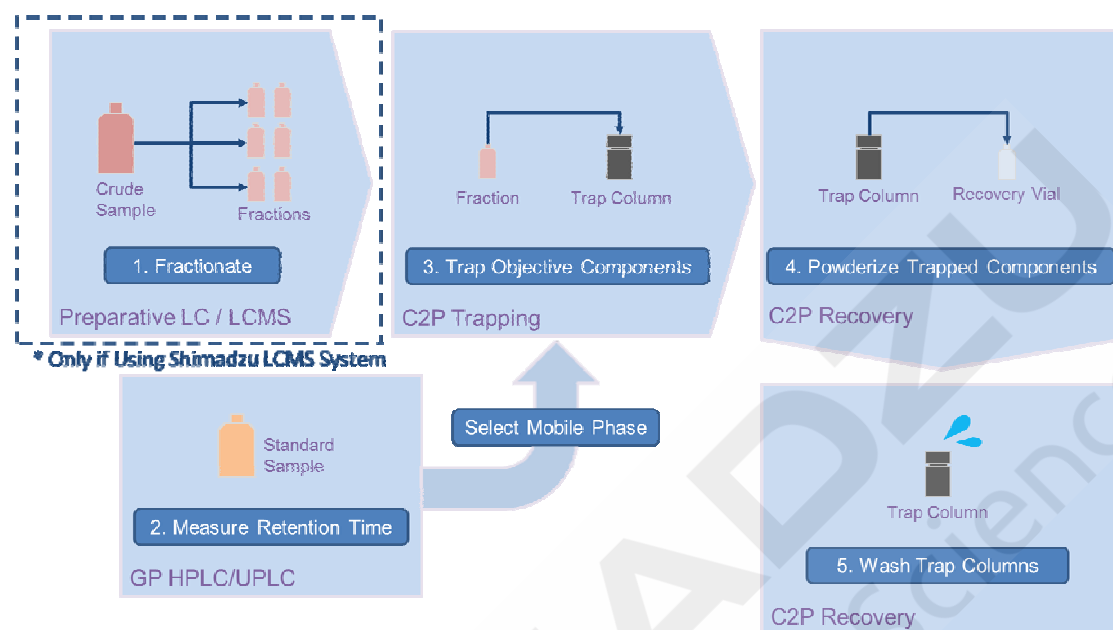 Crude
Sample
Fractions
1. Fractionate
Preparative LC / LCMS
* Only if Using Shimadzu LCMS System
Fraction
Trap Column
3. Trap Objective Components
C2P Trapping
Trap Column
Recovery Vial
4. Powderize Trapped Components
C2P Recovery
Standard
Sample
2. Measure Retention Time
GP HPLC/UPLC
Select Mobile Phase
Trap Column
5. Wash Trap Columns
C2P Recovery